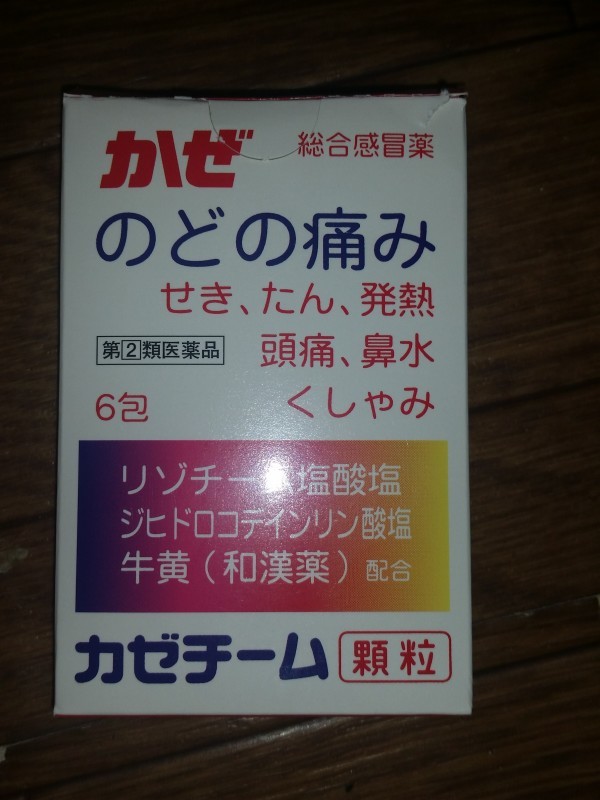 かぜ 総合感冒薬
のどの痛み
せき、たん、発熱
指定②類医薬品 頭痛、鼻水
6包 くしゃみ
リゾチーム塩酸塩
ジヒドロコデインリン酸塩
牛黄(和漢薬)配合
カゼチーム 顆粒